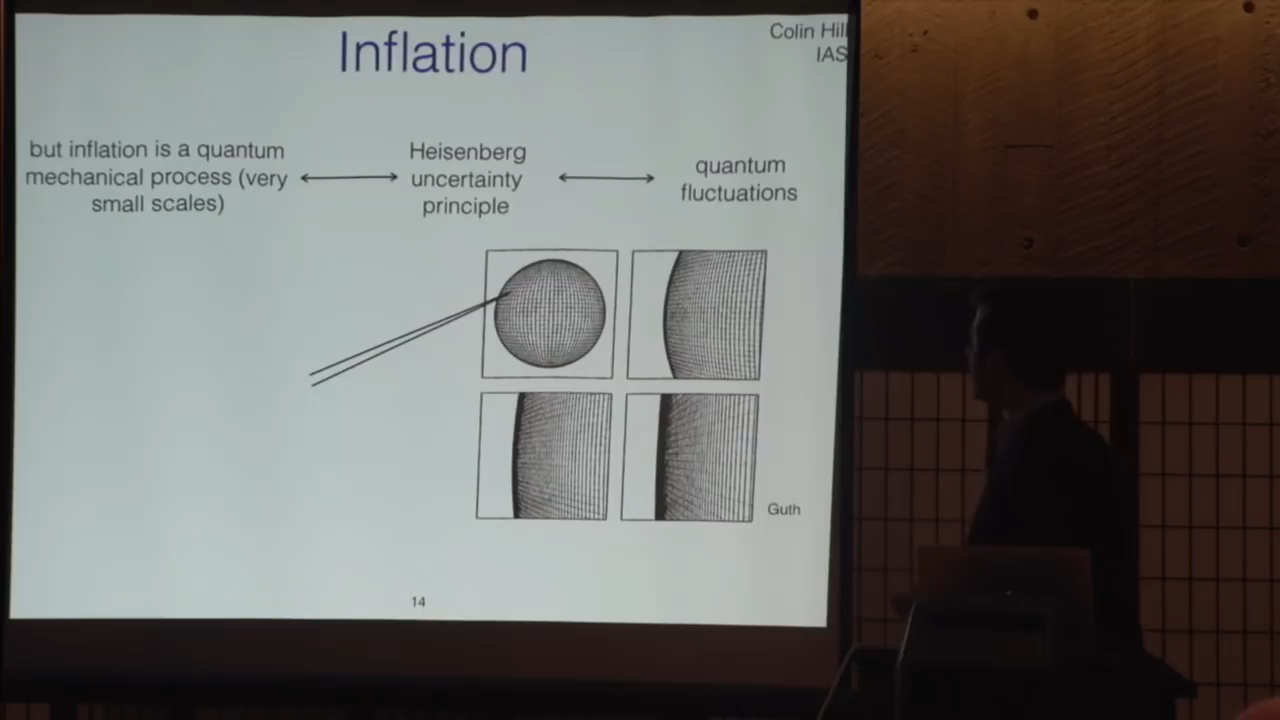 Inflation
Colin Hill
IAS
but inflation is a quantum
mechanical process (very
small scales)
Heisenberg
uncertainty
principle
quantum
fluctuations
Guth
14